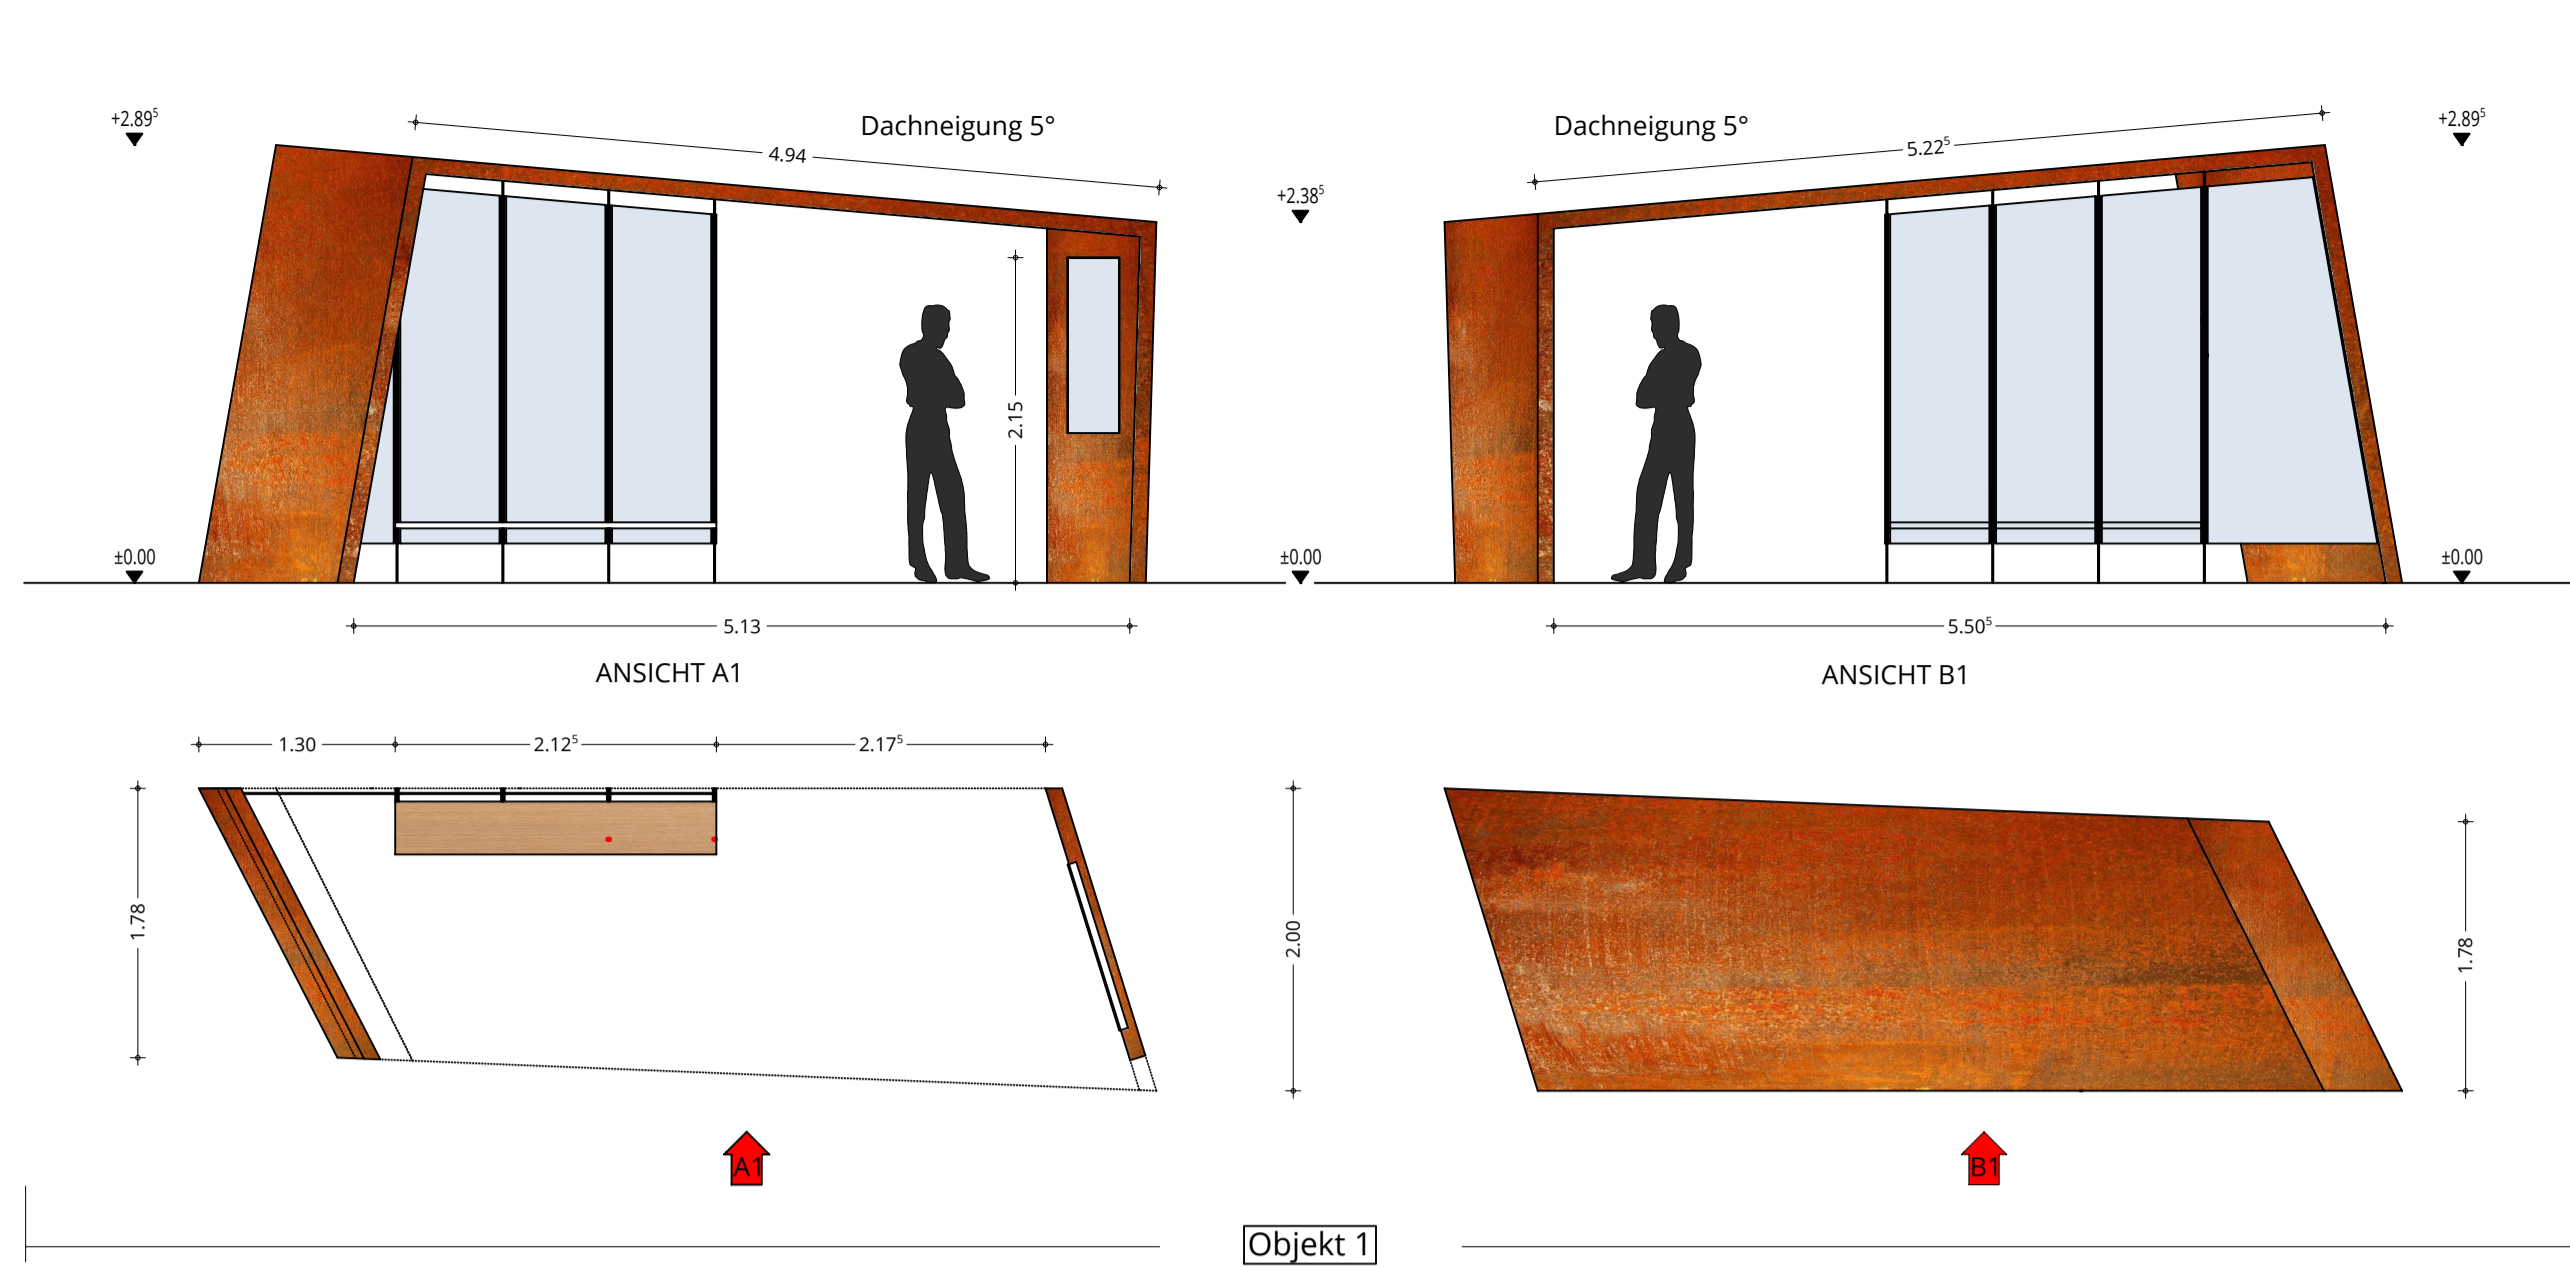 +2.89⁵
Dachneigung 5°
4.94
+2.38⁵
2.15
±0.00
±0.00
5.13
ANSICHT A1
Dachneigung 5°
5.22⁵
+2.89⁵
±0.00
5.50⁵
ANSICHT B1
1.30
2.12⁵
2.17⁵
1.78
2.00
1.78
A1
B1
Objekt 1